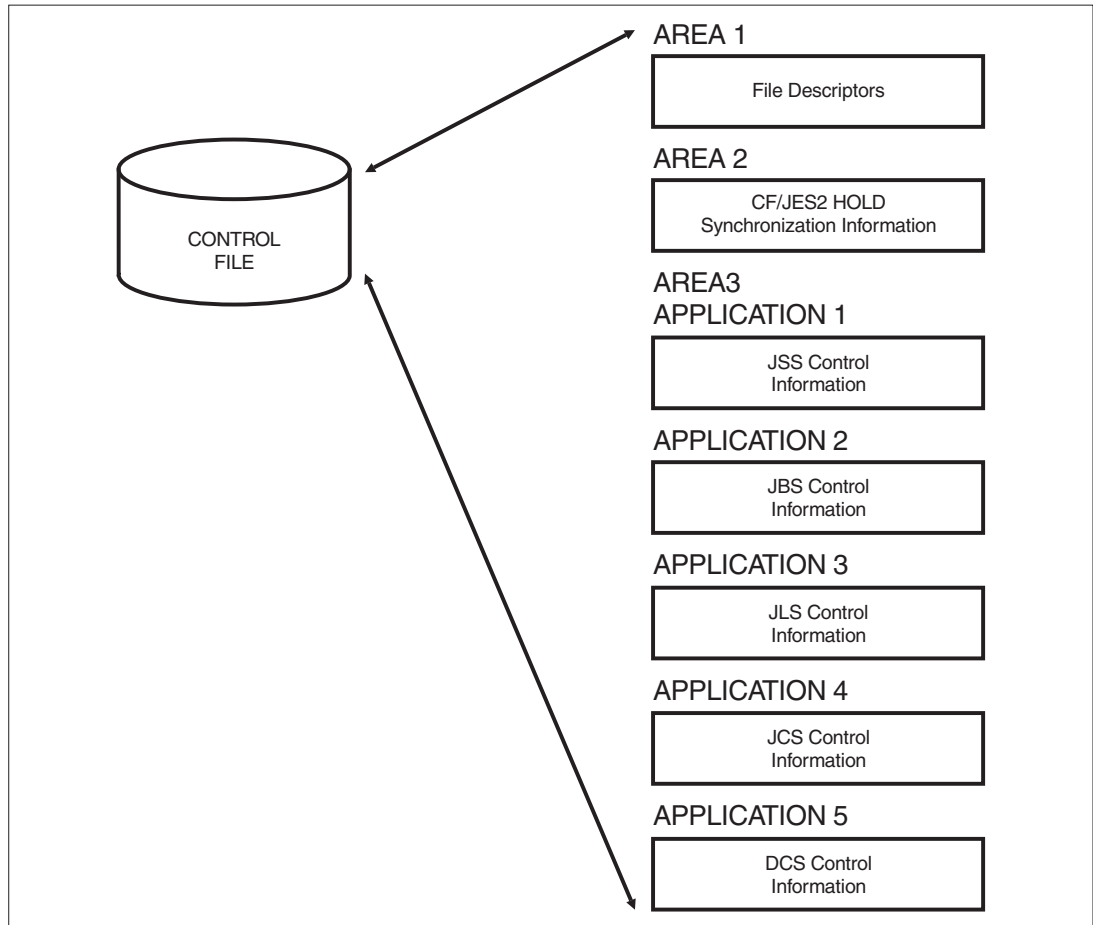 CONTROL
FILE
AREA 1
File Descriptors
AREA 2
CF/JES2 HOLD
Synchronization Information
AREA3
APPLICATION 1
JSS Control
Information
APPLICATION 2
JBS Control
Information
APPLICATION 3
JLS Control
Information
APPLICATION 4
JCS Control
Information
APPLICATION 5
DCS Control
Information